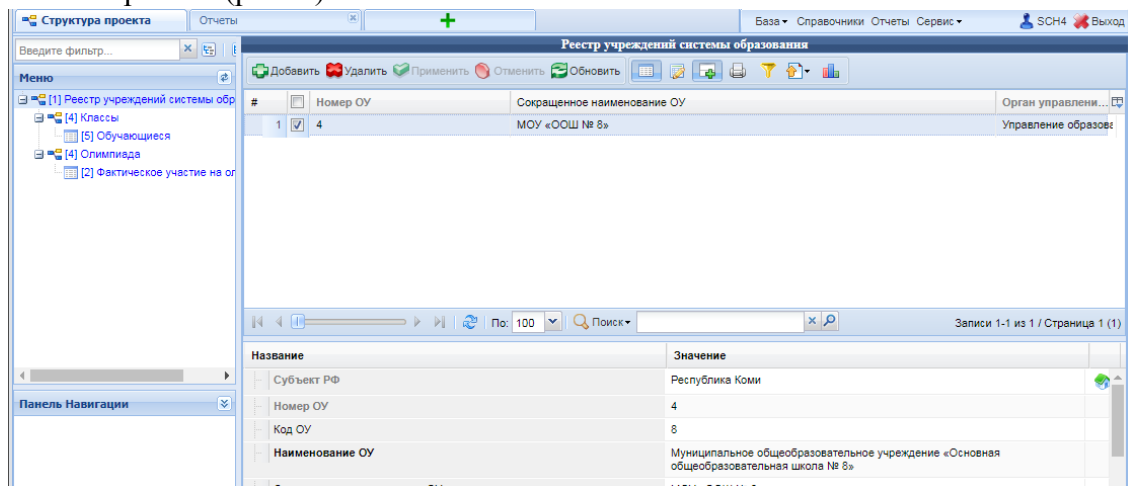 Структура проекта Отчеты База Справочники Отчеты Сервис SCH4 Выход
Введите фильтр...
Реестр учреждений системы образования
Меню
Добавить Удалить Применить Отменить Обновить
[1] Реестр учреждений системы обр
[4] Классы
[5] Обучающиеся
[4] Олимпиада
[2] Фактическое участие на ол
# Номер ОУ Сокращенное наименование ОУ Орган управлени...
1 4 МОУ «ООШ № 8» Управление образова
По: 100 Поиск Записи 1-1 из 1 / Страница 1 (1)
Панель Навигации
Название Значение
Субъект РФ Республика Коми
Номер ОУ 4
Код ОУ 8
Наименование ОУ Муниципальное общеобразовательное учреждение «Основная
общеобразовательная школа № 8»